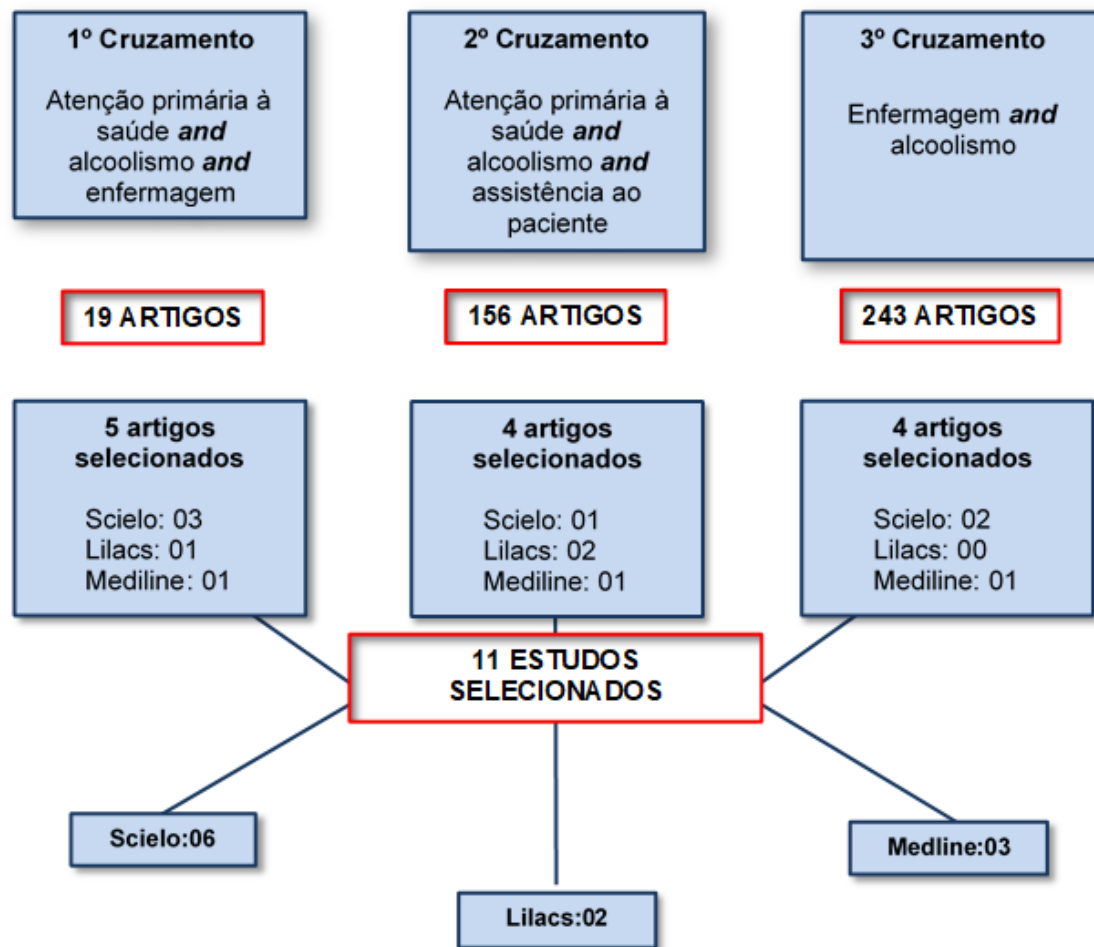 1º Cruzamento
Atenção primária à
saúde and
alcoolismo and
enfermagem
2º Cruzamento
Atenção primária à
saúde and
alcoolismo and
assistência ao
paciente
3º Cruzamento
Enfermagem and
alcoolismo
19 ARTIGOS
156 ARTIGOS
243 ARTIGOS
5 artigos
selecionados
Scielo: 03
Lilacs: 01
Mediline: 01
4 artigos
selecionados
Scielo: 01
Lilacs: 02
Mediline: 01
4 artigos
selecionados
Scielo: 02
Lilacs: 00
Mediline: 01
11 ESTUDOS
SELECIONADOS
Scielo:06
Lilacs:02
Medline:03